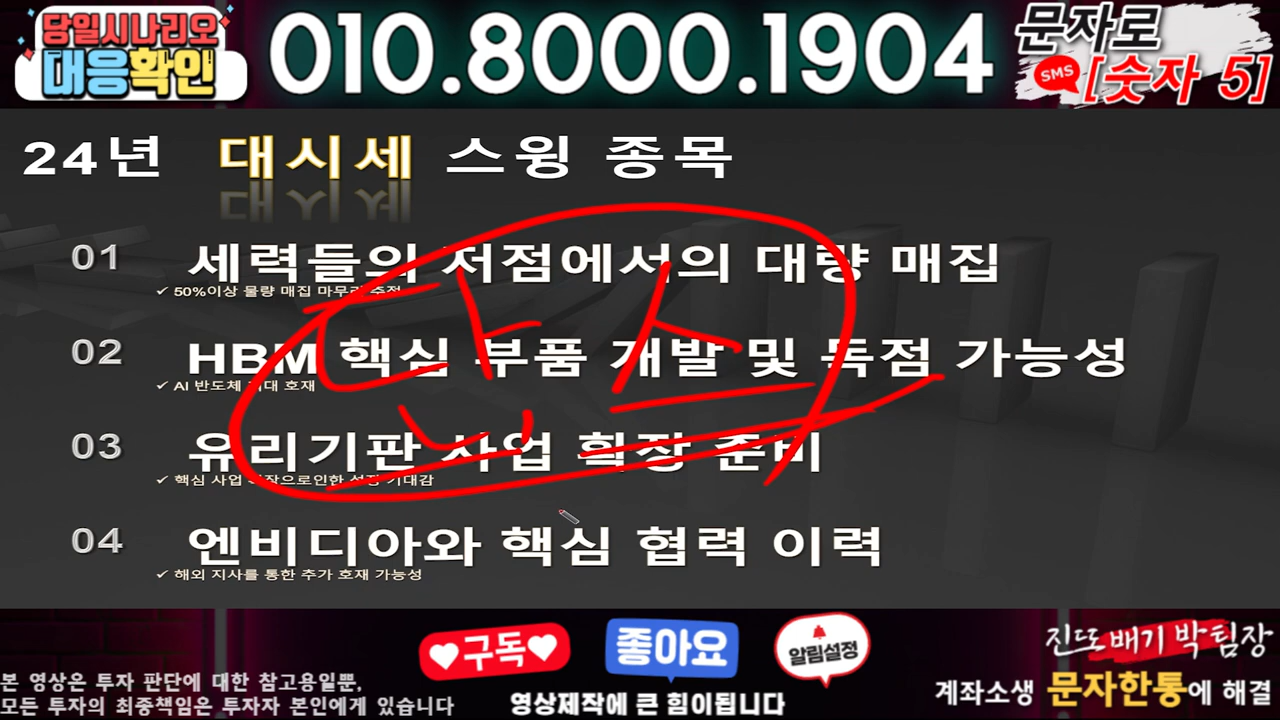 당일시나리오
대응확인
010.8000.1904
문자로
SMS [숫자 5]
24년 대시세 스윙 종목
01 세력들의 저점에서의 대량 매집
✓ 50%이상 물량 매집 마무리 추정
02 HBM 핵심 부품 개발 및 독점 가능성
✓ AI 반도체 호재
03 유리기판 사업 확장 준비
✓ 핵심 사업 확장으로인한 성장 기대감
04 엔비디아와 핵심 협력 이력
✓ 해외 지사를 통한 추가 호재 가능성
단스
구독
좋아요
알림설정
영상제작에 큰 힘이됩니다
본 영상은 투자 판단에 대한 참고용일뿐,
모든 투자의 최종책임은 투자자 본인에게 있습니다
진또배기 박팀장
계좌소생 문자한통에 해결